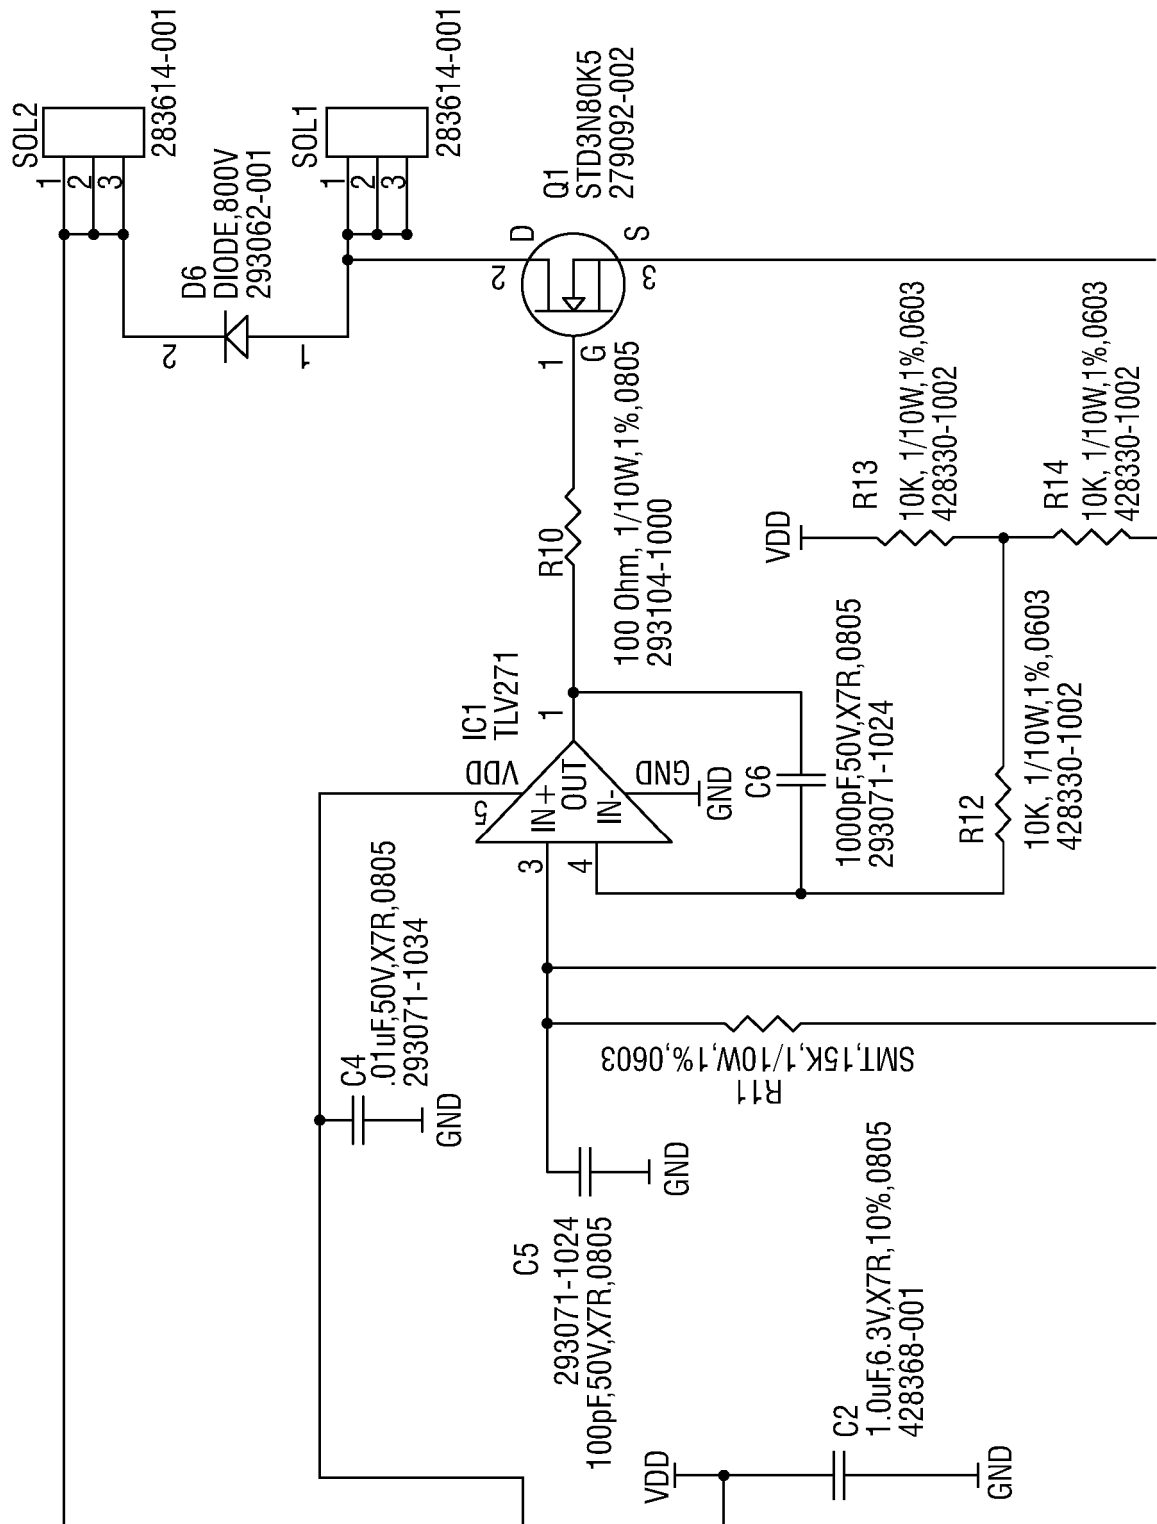 SOL2
1
2
3
283614-001
D6
DIODE,800V
293062-001
2
1
SOL1
1
2
3
283614-001
Q1
STD3N80K5
279092-002
D
2
S
3
G
1
R10
100 Ohm, 1/10W,1%,0805
293104-1000
VDD
R13
10K, 1/10W,1%,0603
428330-1002
R14
10K, 1/10W,1%,0603
428330-1002
R12
10K, 1/10W,1%,0603
428330-1002
IC1
TLV271
1
VDD
5
IN+
OUT
IN-
GND
GND
3
4
C6
1000pF,50V,X7R,0805
293071-1024
C4
.01uF,50V,X7R,0805
293071-1034
GND
R11
SMT,15K,1/10W,1%,0603
C5
293071-1024
100pF,50V,X7R,0805
GND
VDD
C2
1.0uF,6.3V,X7R,10%,0805
428368-001
GND